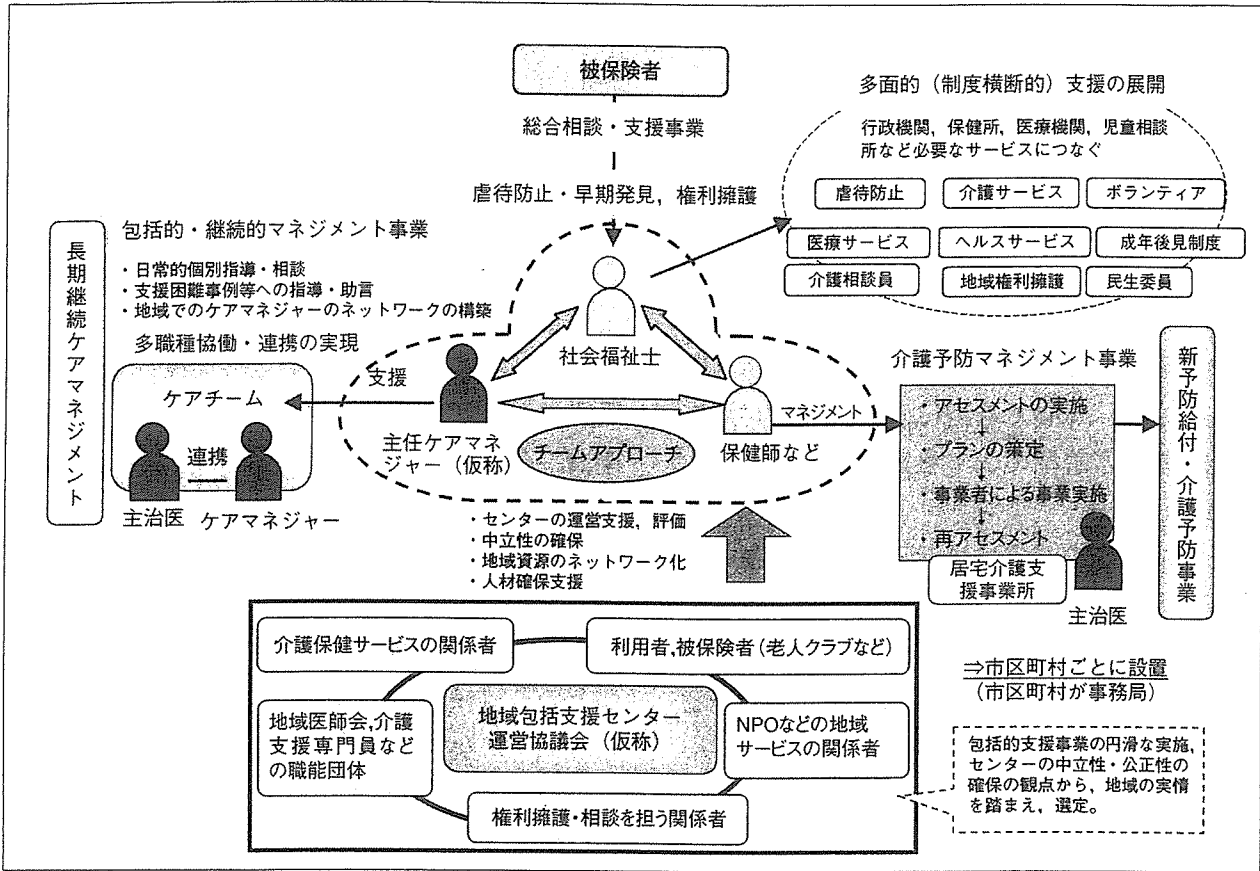 被保険者
総合相談・支援事業
虐待防止・早期発見，権利擁護
多面的（制度横断的）支援の展開
行政機関，保健所，医療機関，児童相談
所など必要なサービスにつなぐ
虐待防止
介護サービス
ボランティア
医療サービス
ヘルスサービス
成年後見制度
介護相談員
地域権利擁護
民生委員
長期継続ケアマネジメント
包括的・継続的マネジメント事業
・日常的個別指導・相談
・支援困難事例等への指導・助言
・地域でのケアマネジャーのネットワークの構築
多職種協働・連携の実現
ケアチーム
連携
主治医
ケアマネジャー
支援
社会福祉士
主任ケアマネ
ジャー（仮称）
チームアプローチ
保健師など
マネジメント
介護予防マネジメント事業
・アセスメントの実施
↓
・プランの策定
↓
・事業者による事業実施
↓
・再アセスメント
居宅介護支
援事業所
主治医
新予防給付・介護予防事業
・センターの運営支援，評価
・中立性の確保
・地域資源のネットワーク化
・人材確保支援
介護保健サービスの関係者
利用者,被保険者（老人クラブなど）
地域医師会,介護
支援専門員など
の職能団体
地域包括支援センター
運営協議会（仮称）
NPOなどの地域
サービスの関係者
権利擁護・相談を担う関係者
⇒市区町村ごとに設置
（市区町村が事務局）
包括的支援事業の円滑な実施，
センターの中立性・公正性の
確保の観点から，地域の実情
を踏まえ，選定。